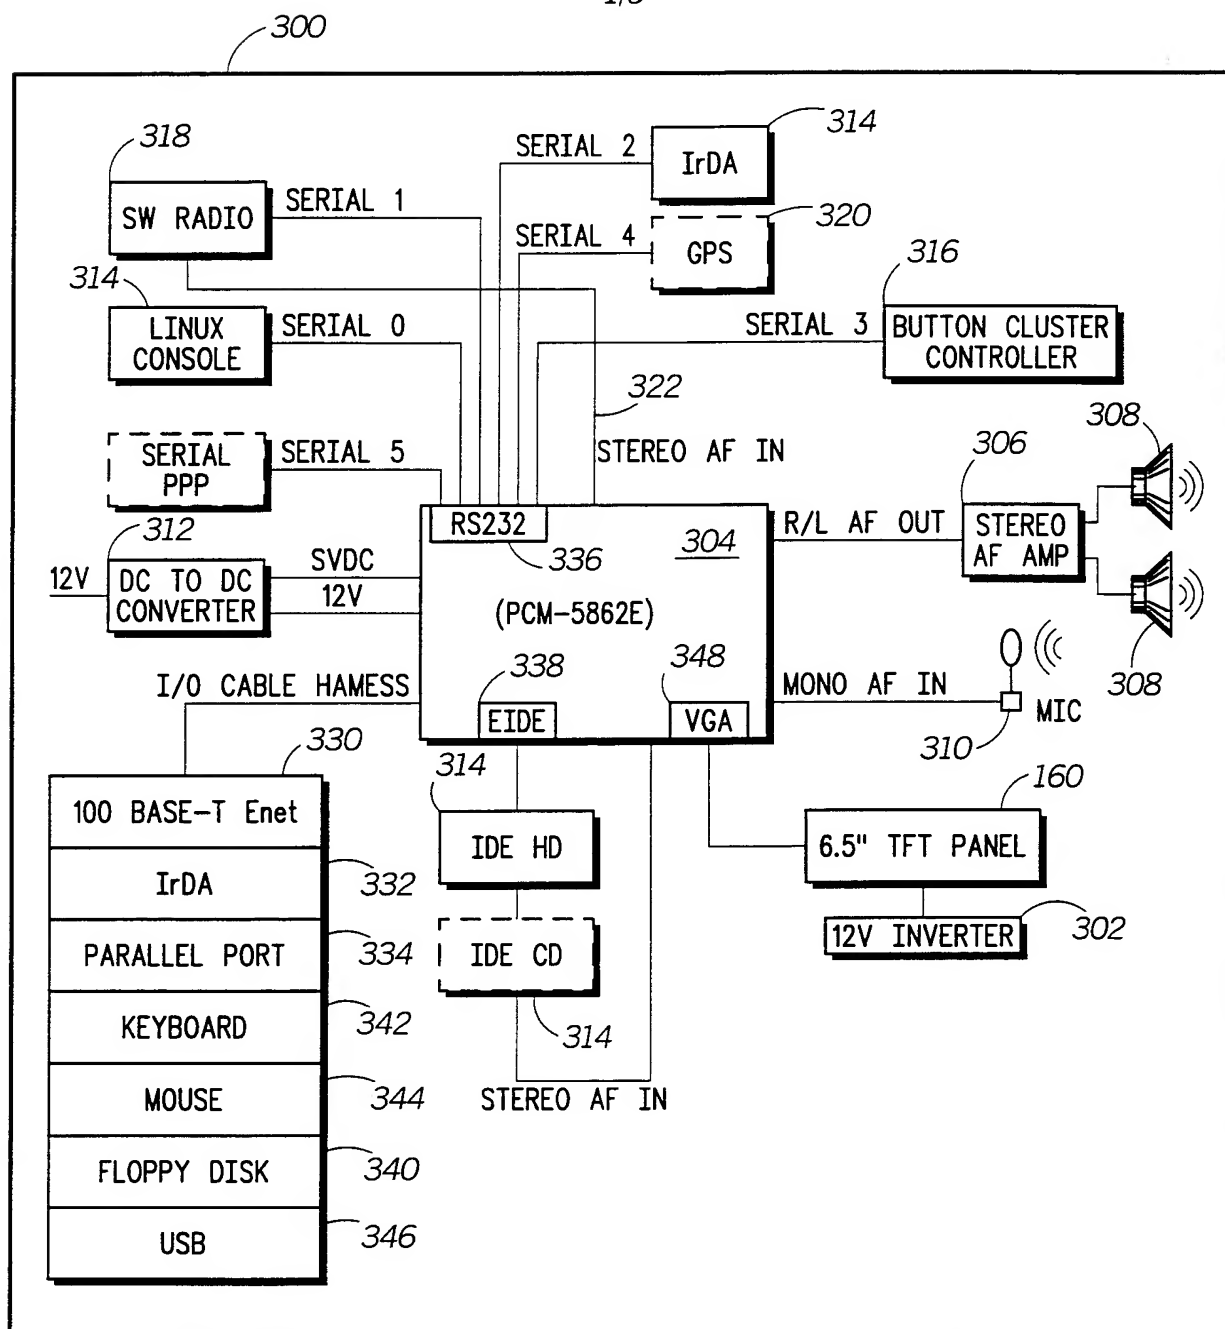 300
318
SW RADIO
SERIAL 1
SERIAL 2
314
IrDA
SERIAL 4
320
GPS
314
LINUX
CONSOLE
SERIAL 0
SERIAL 3
316
BUTTON CLUSTER
CONTROLLER
322
STEREO AF IN
SERIAL
PPP
SERIAL 5
308
306
R/L AF OUT
STEREO
AF AMP
308
312
12V
DC TO DC
CONVERTER
SVDC
12V
RS232
336
304
(PCM-5862E)
I/O CABLE HAMESS
338
EIDE
348
VGA
MONO AF IN
310
MIC
330
100 BASE-T Enet
IrDA
332
PARALLEL PORT
334
KEYBOARD
342
MOUSE
344
FLOPPY DISK
340
USB
346
314
IDE HD
IDE CD
314
STEREO AF IN
160
6.5" TFT PANEL
12V INVERTER
302